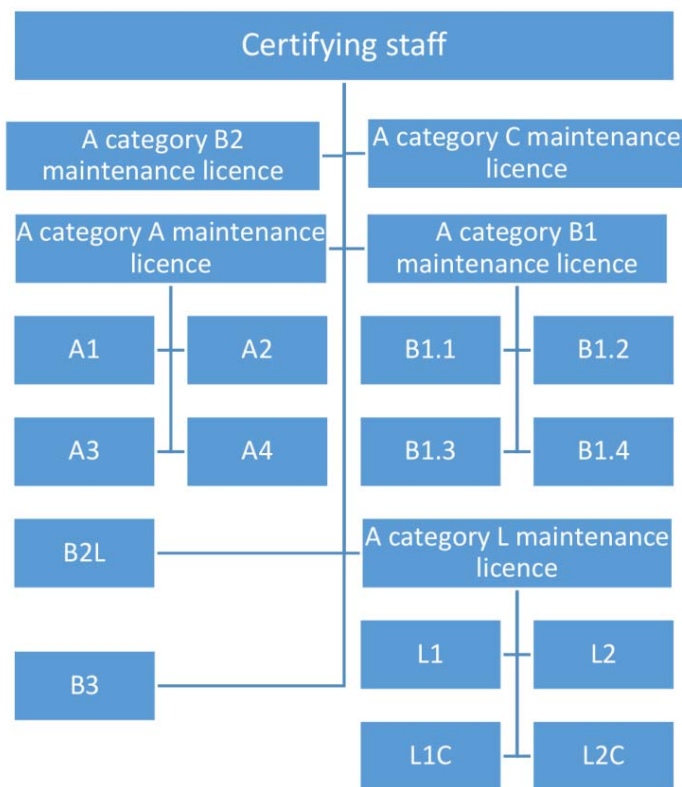 Certifying staff
A category B2
maintenance licence
A category C maintenance
licence
A category A maintenance
licence
A category B1
maintenance licence
A1
A2
B1.1
B1.2
A3
A4
B1.3
B1.4
B2L
A category L maintenance
licence
L1
L2
B3
L1C
L2C